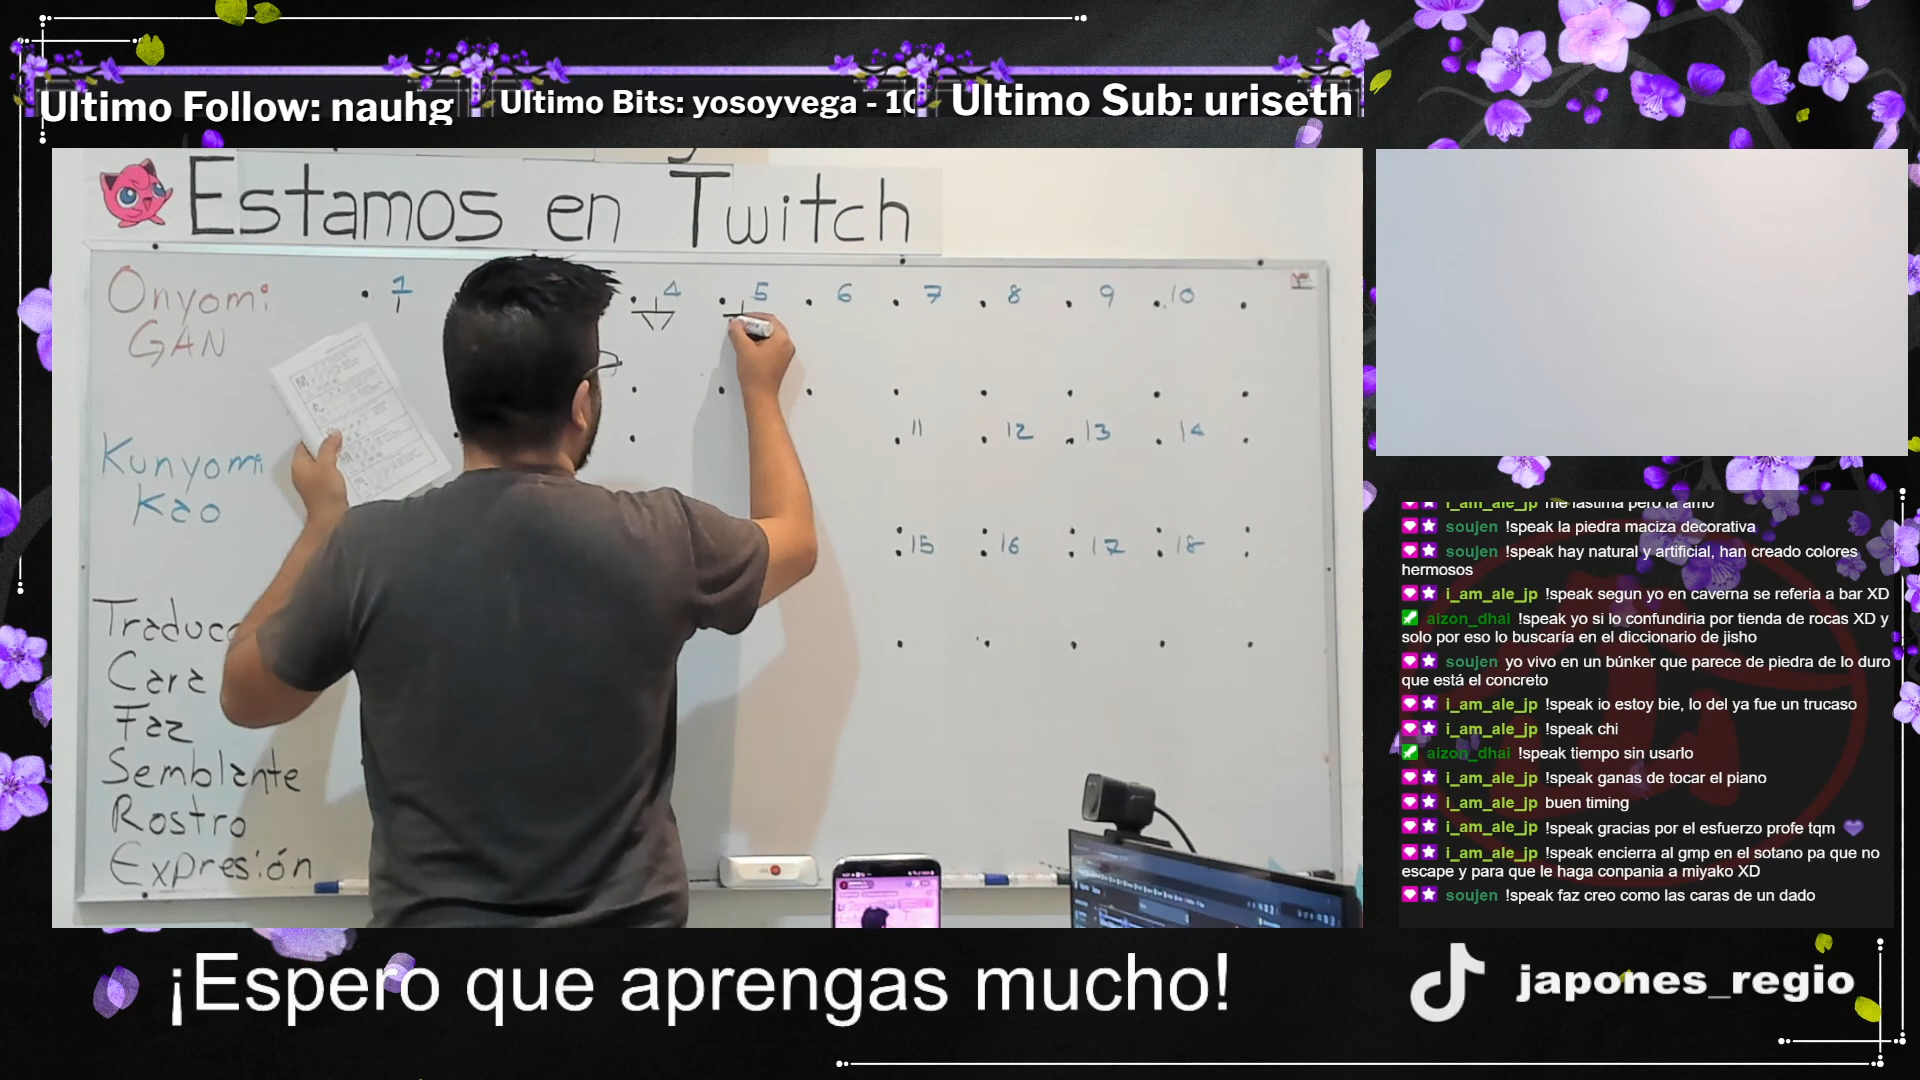 Ultimo Follow: nauhg
Ultimo Bits: yosoyvega - 10
Ultimo Sub: uriseth
Estamos en Twitch
Onyomi
GAN
1
4
5
6
7
8
9
10
Kunyomi
Kao
11
12
13
14
15
16
17
18
Traducc
Cara
Faz
Semblante
Rostro
Expresión
i_am_ale_jp me lastima pero la amo
soujen !speak la piedra maciza decorativa
soujen !speak hay natural y artificial, han creado colores
hermosos
i_am_ale_jp !speak segun yo en caverna se referia a bar XD
aizon_dhai !speak yo si lo confundiria por tienda de rocas XD y
solo por eso lo buscaría en el diccionario de jisho
soujen yo vivo en un búnker que parece de piedra de lo duro
que está el concreto
i_am_ale_jp !speak io estoy bie, lo del ya fue un trucaso
i_am_ale_jp !speak chi
aizon_dhai !speak tiempo sin usarlo
i_am_ale_jp !speak ganas de tocar el piano
i_am_ale_jp buen timing
i_am_ale_jp !speak gracias por el esfuerzo profe tqm
i_am_ale_jp !speak encierra al gmp en el sotano pa que no
escape y para que le haga conpania a miyako XD
soujen !speak faz creo como las caras de un dado
¡Espero que aprengas mucho!
japones_regio